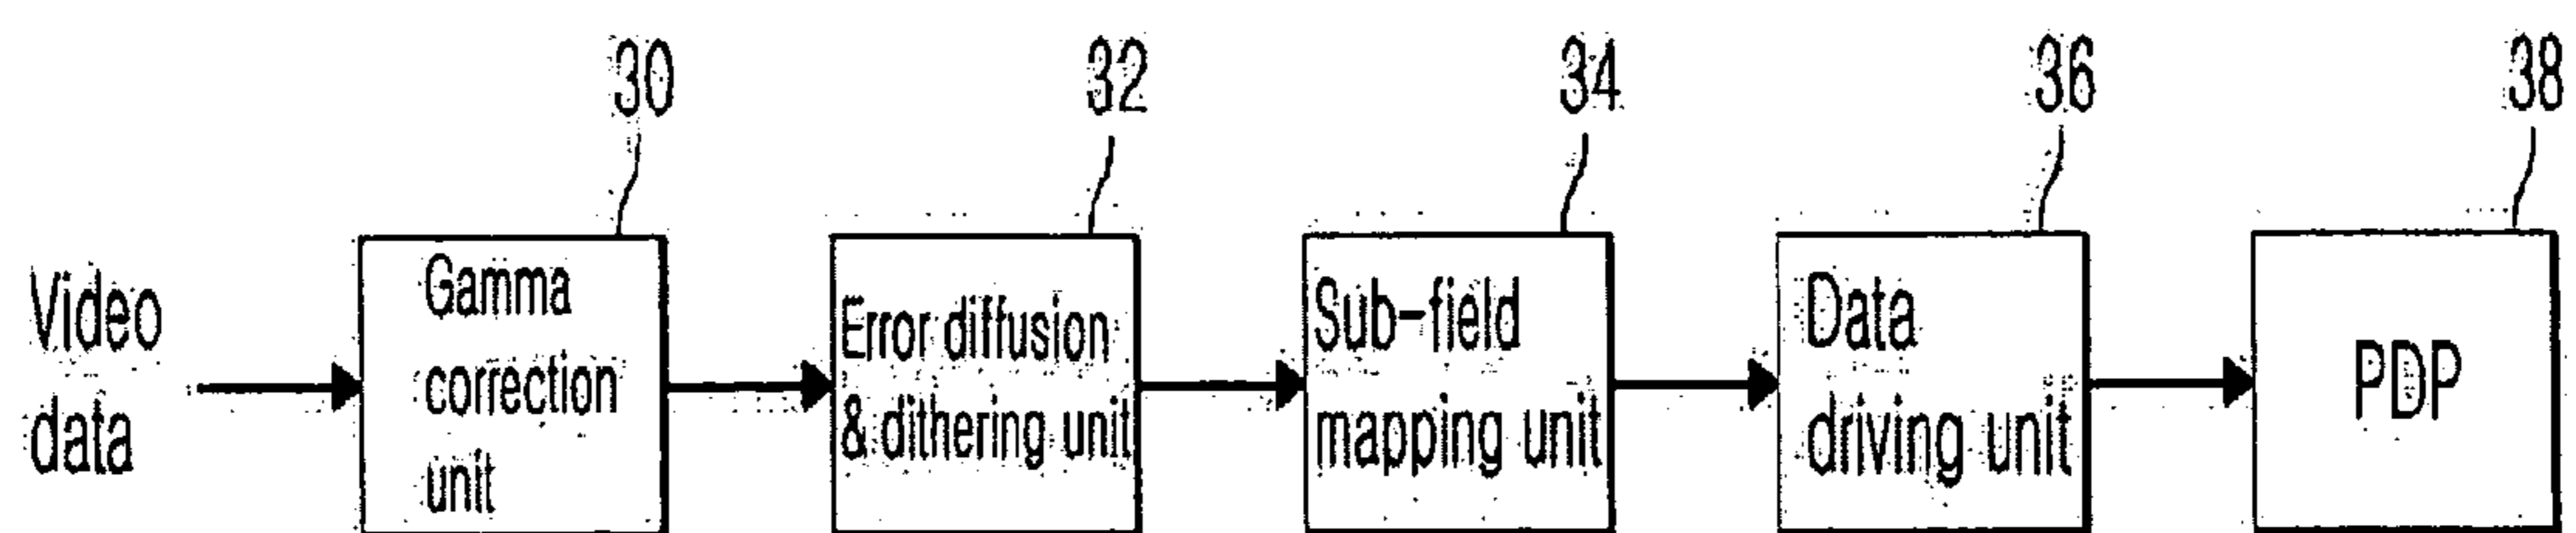 30
32
34
36
38
Video
data
Gamma
correction
unit
Error diffusion
& dithering unit
Sub-field
mapping unit
Data
driving unit
PDP